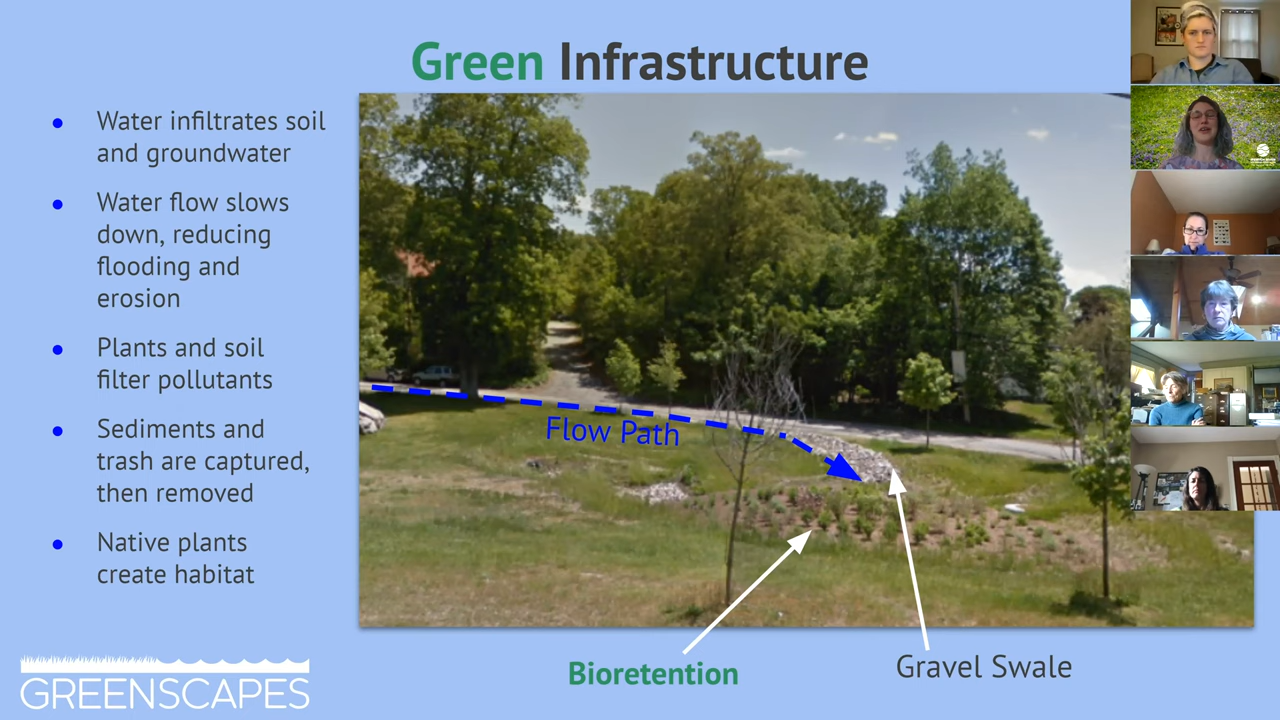 Green Infrastructure
Water infiltrates soil
and groundwater
Water flow slows
down, reducing
flooding and
erosion
Plants and soil
filter pollutants
Sediments and
trash are captured,
then removed
Native plants
create habitat
Flow Path
Bioretention
Gravel Swale
GREENSCAPES